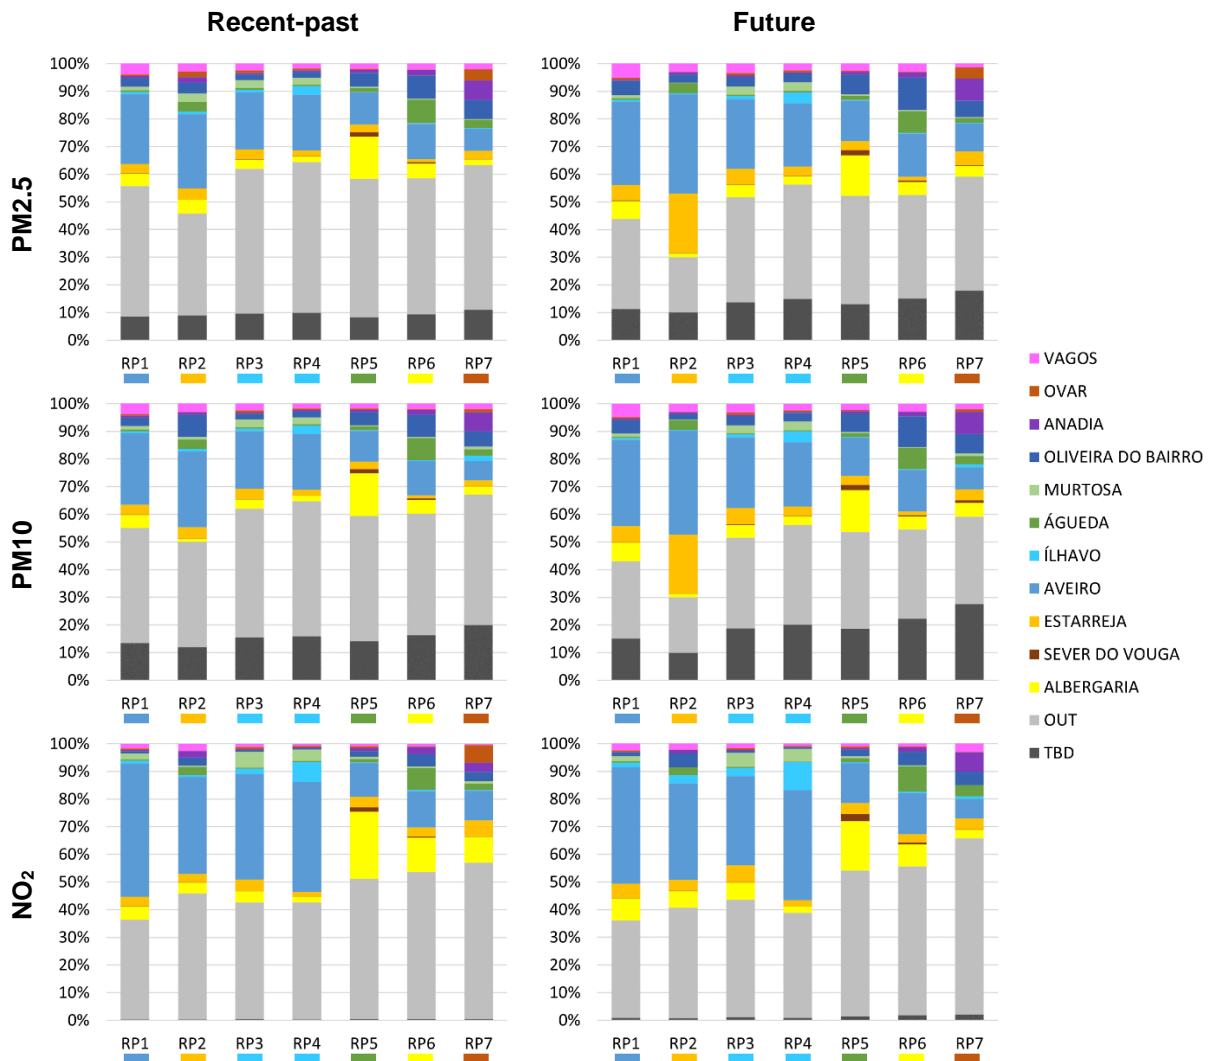 Recent-past Future
PM2.5
100% 100%
90% 90%
80% 80%
70% 70%
60% 60%
50% 50%
40% 40%
30% 30%
20% 20%
10% 10%
0% 0%
RP1 RP2 RP3 RP4 RP5 RP6 RP7 RP1 RP2 RP3 RP4 RP5 RP6 RP7
PM10
100% 100%
90% 90%
80% 80%
70% 70%
60% 60%
50% 50%
40% 40%
30% 30%
20% 20%
10% 10%
0% 0%
RP1 RP2 RP3 RP4 RP5 RP6 RP7 RP1 RP2 RP3 RP4 RP5 RP6 RP7
NO₂
100% 100%
90% 90%
80% 80%
70% 70%
60% 60%
50% 50%
40% 40%
30% 30%
20% 20%
10% 10%
0% 0%
RP1 RP2 RP3 RP4 RP5 RP6 RP7 RP1 RP2 RP3 RP4 RP5 RP6 RP7
VAGOS
OVAR
ANADIA
OLIVEIRA DO BAIRRO
MURTOSA
ÁGUEDA
ÍLHAVO
AVEIRO
ESTARREJA
SEVER DO VOUGA
ALBERGARIA
OUT
TBD